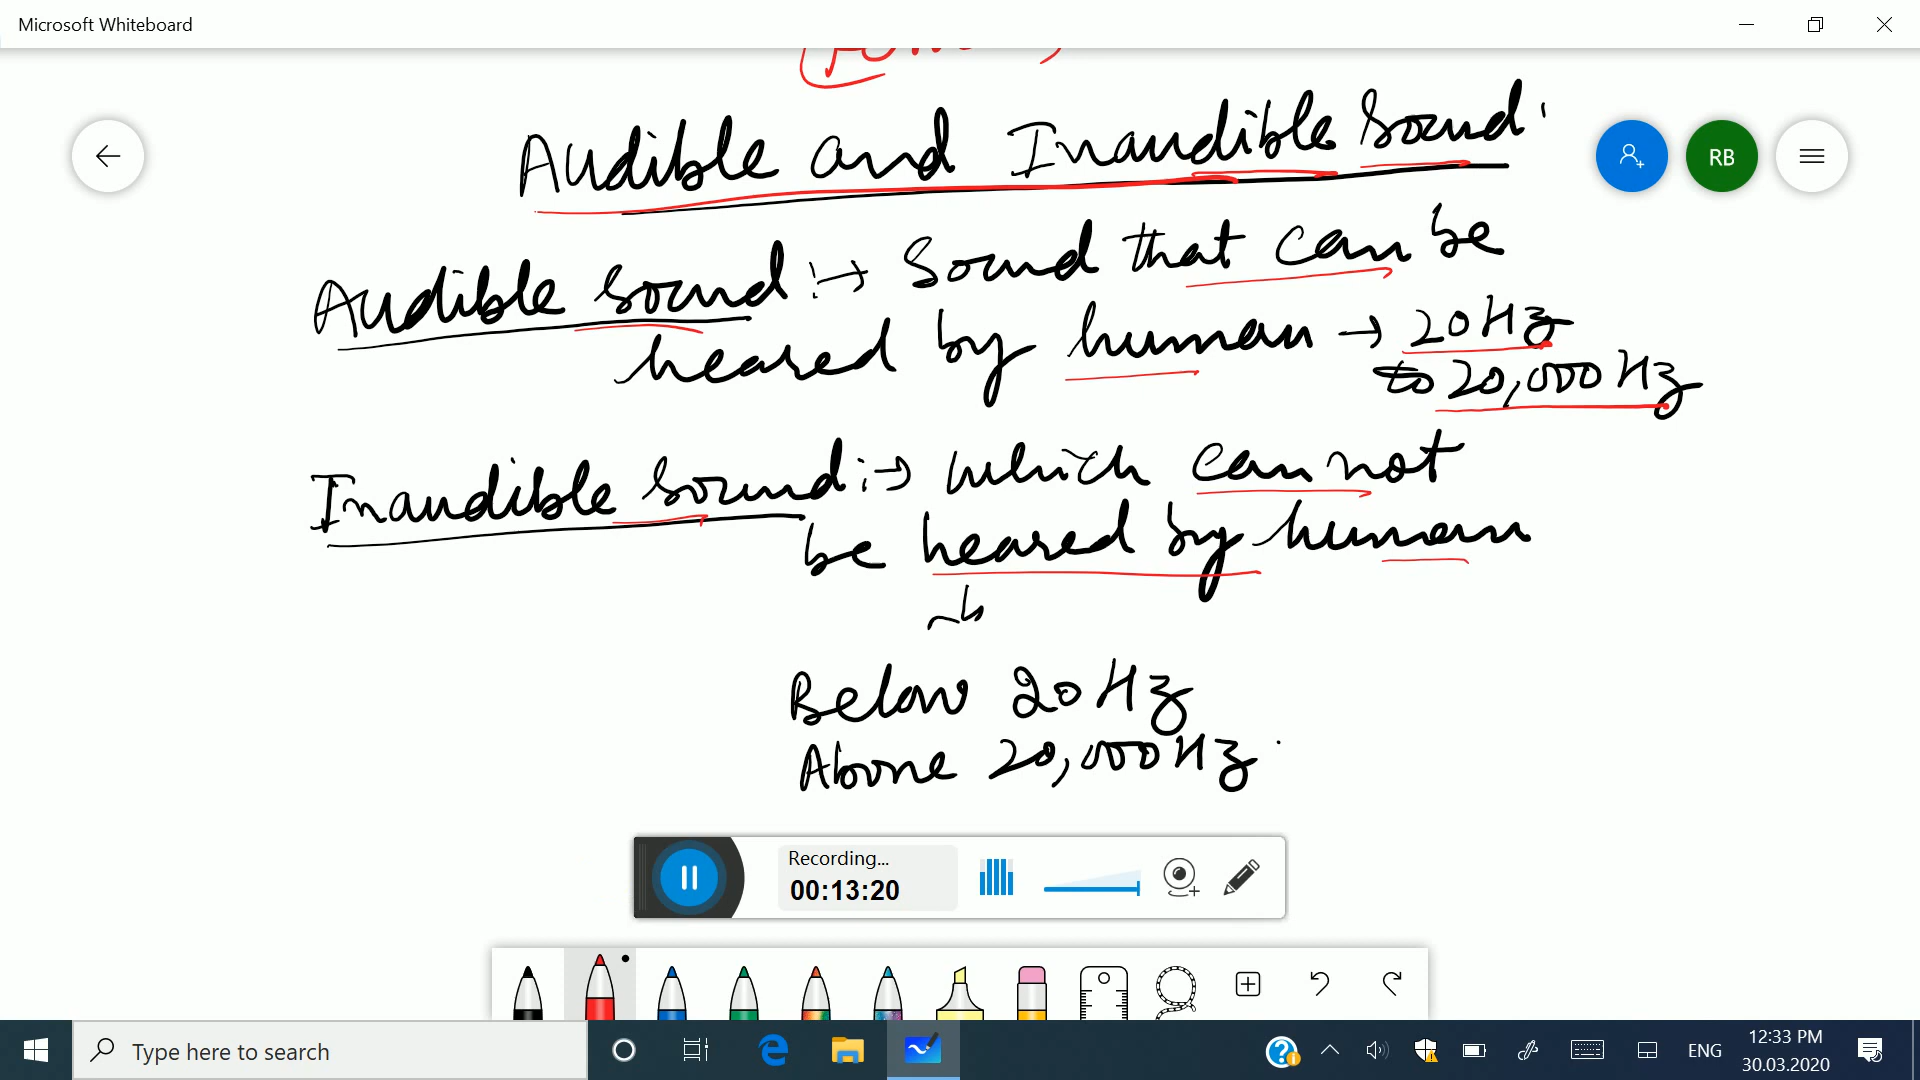 Microsoft Whiteboard
Audible and Inaudible Sound
RB
Audible sound :→ Sound that can be
heared by human → 20 Hz
to 20,000 Hz
Inaudible sound :→ which can not
be heared by human
Below 20 Hz
Above 20,000 Hz
Recording...
00:13:20
Type here to search
ENG
12:33 PM
30.03.2020